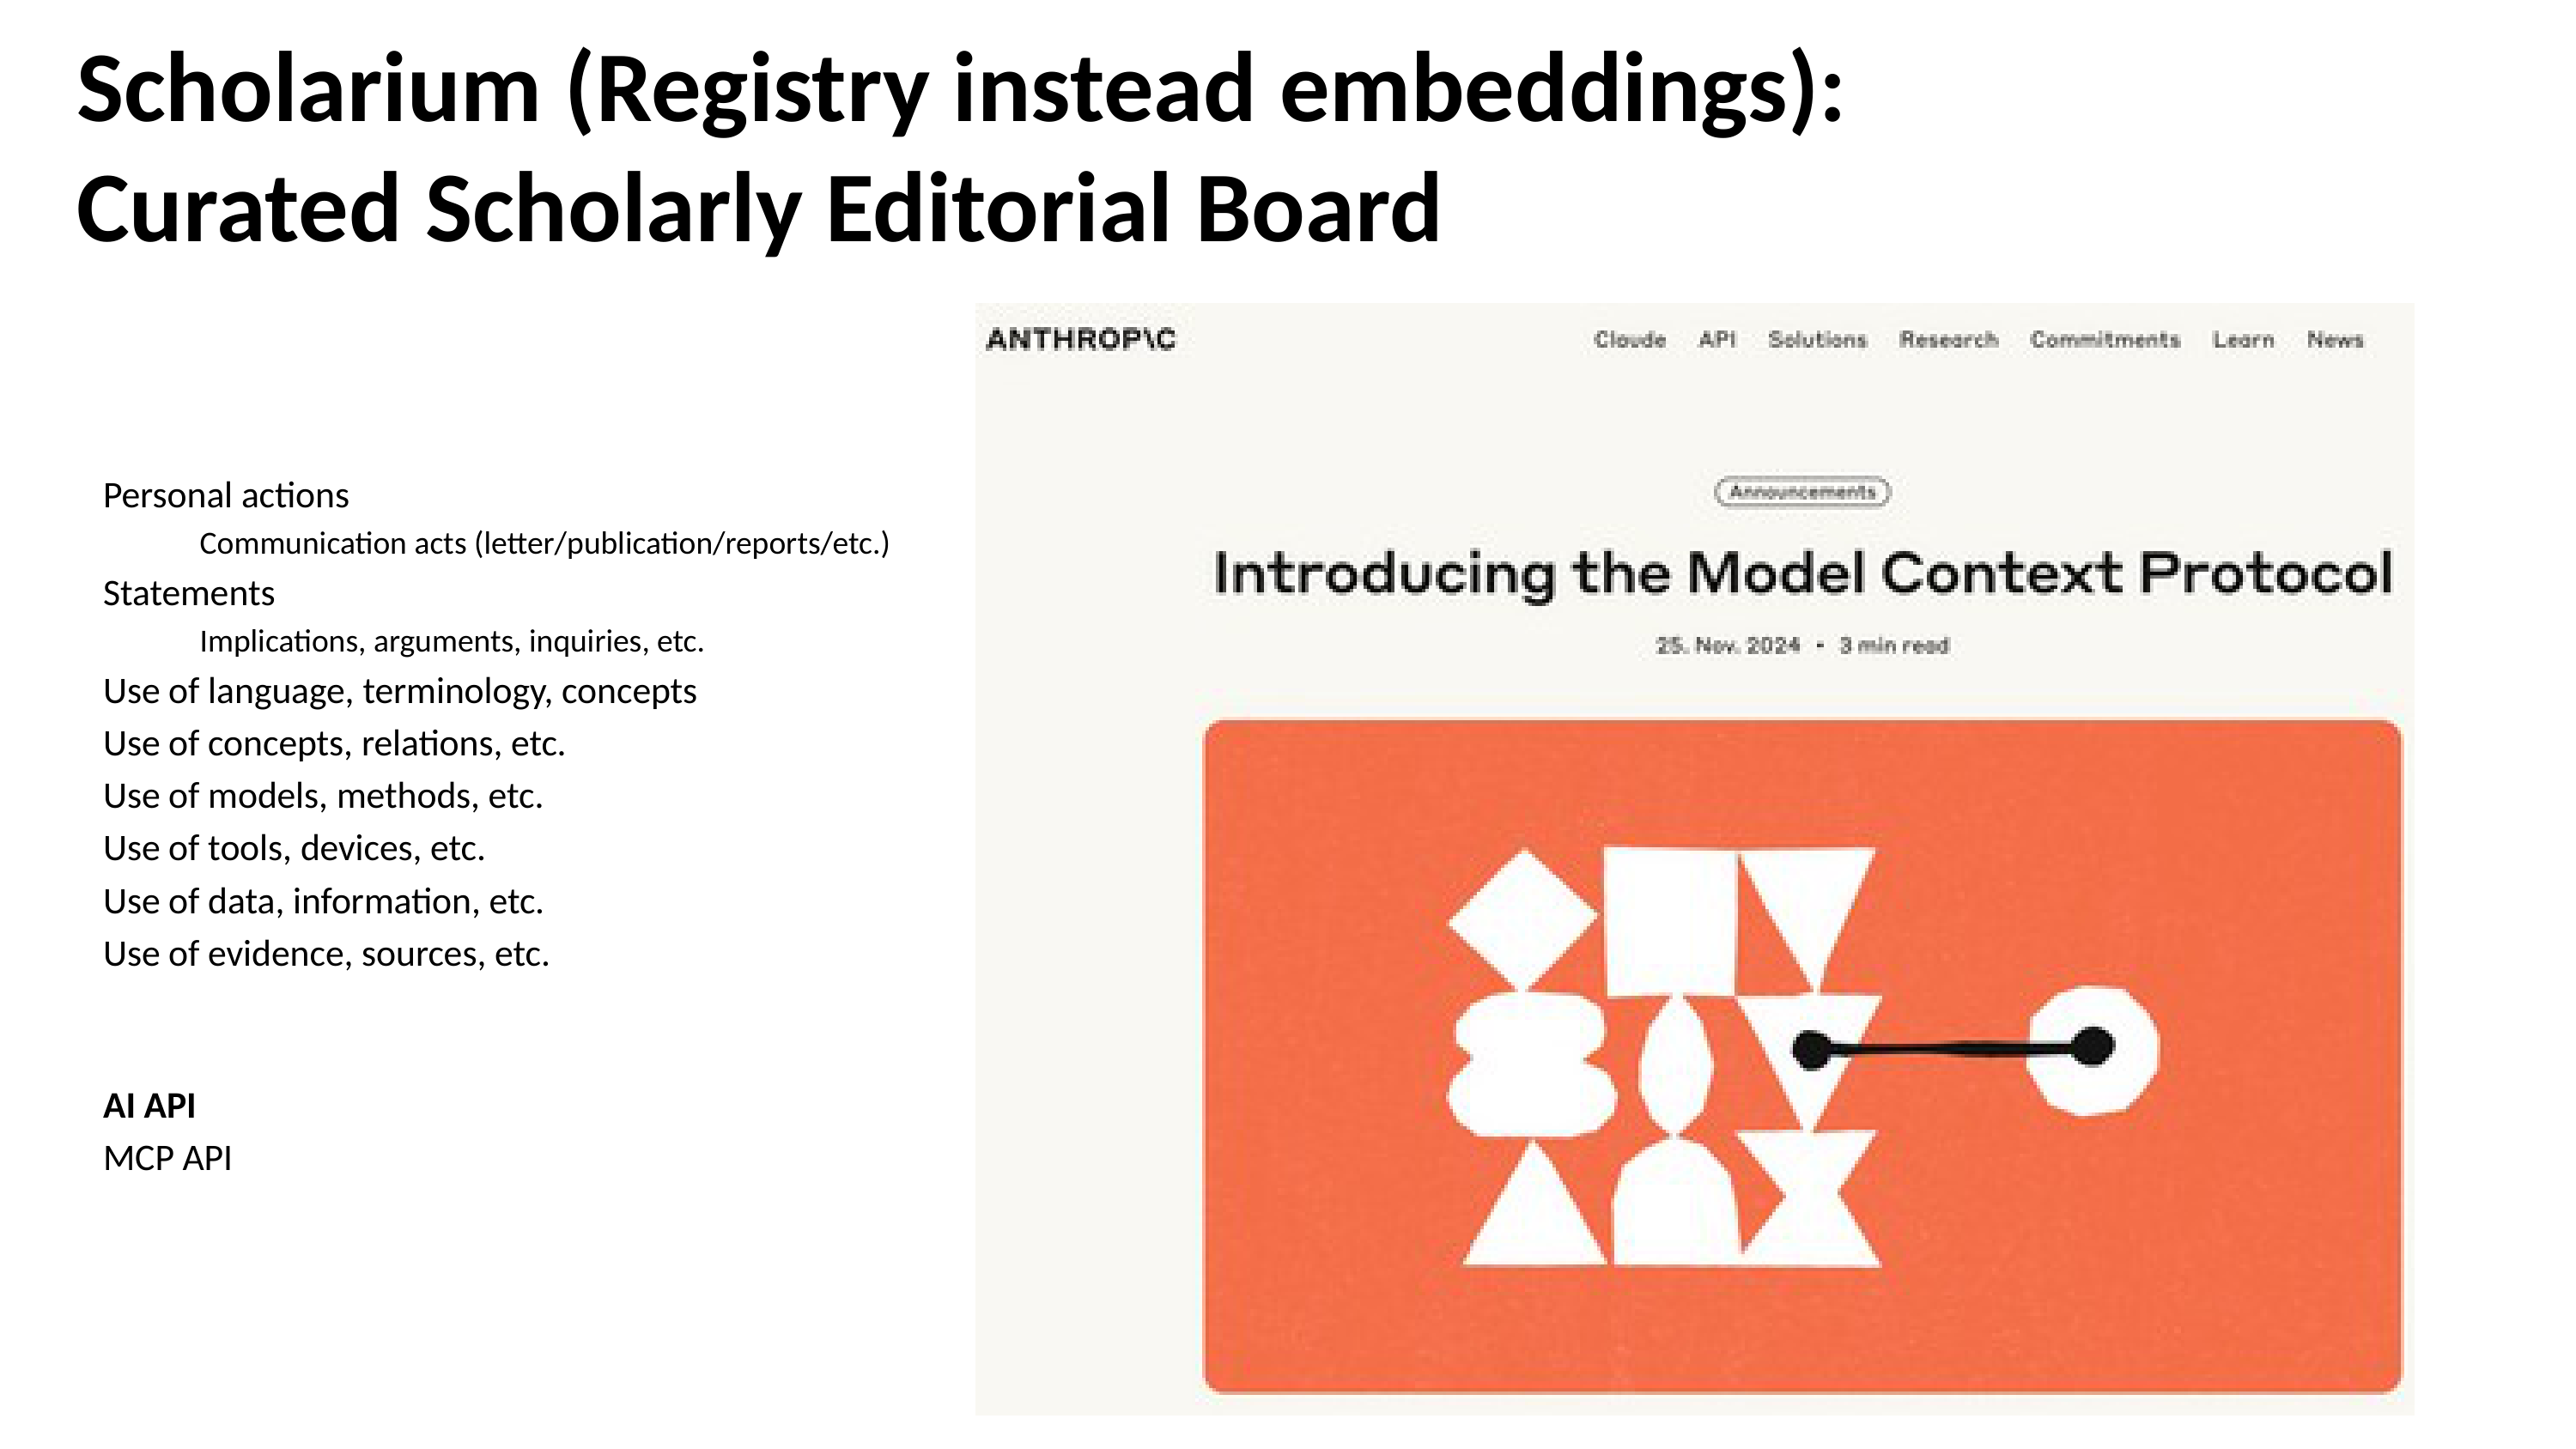 Scholarium (Registry instead embeddings):
Curated Scholarly Editorial Board
Personal actions
Communication acts (letter/publication/reports/etc.)
Statements
Implications, arguments, inquiries, etc.
Use of language, terminology, concepts
Use of concepts, relations, etc.
Use of models, methods, etc.
Use of tools, devices, etc.
Use of data, information, etc.
Use of evidence, sources, etc.
AI API
MCP API
ANTHROP\C
Claude API Solutions Research Commitments Learn News
Announcements
Introducing the Model Context Protocol
25. Nov. 2024 • 3 min read